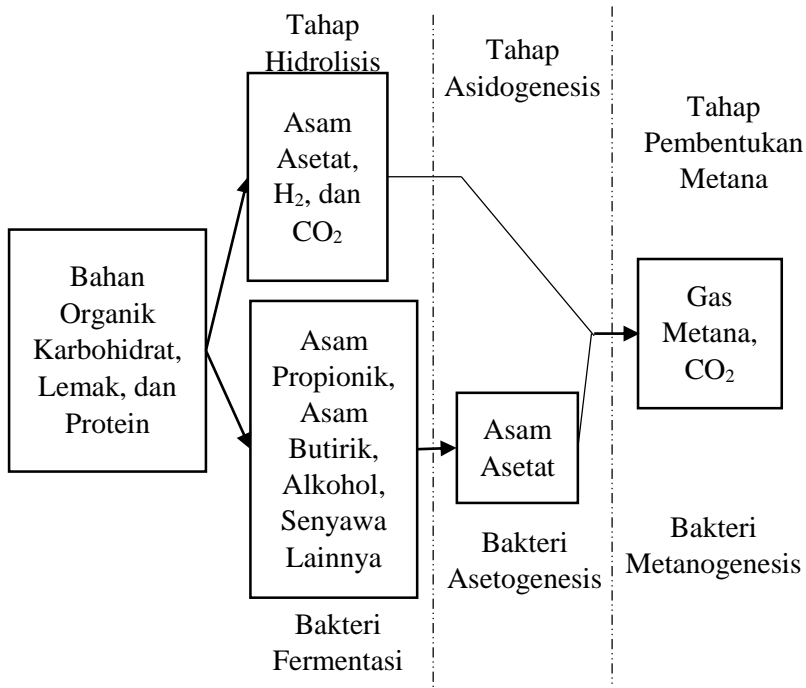 Tahap
Hidrolisis
Tahap
Asidogenesis
Tahap
Pembentukan
Metana
Asam
Asetat,
H₂, dan
CO₂
Bahan
Organik
Karbohidrat,
Lemak, dan
Protein
Asam
Propionik,
Asam
Butirik,
Alkohol,
Senyawa
Lainnya
Asam
Asetat
Gas
Metana,
CO₂
Bakteri
Fermentasi
Bakteri
Asetogenesis
Bakteri
Metanogenesis